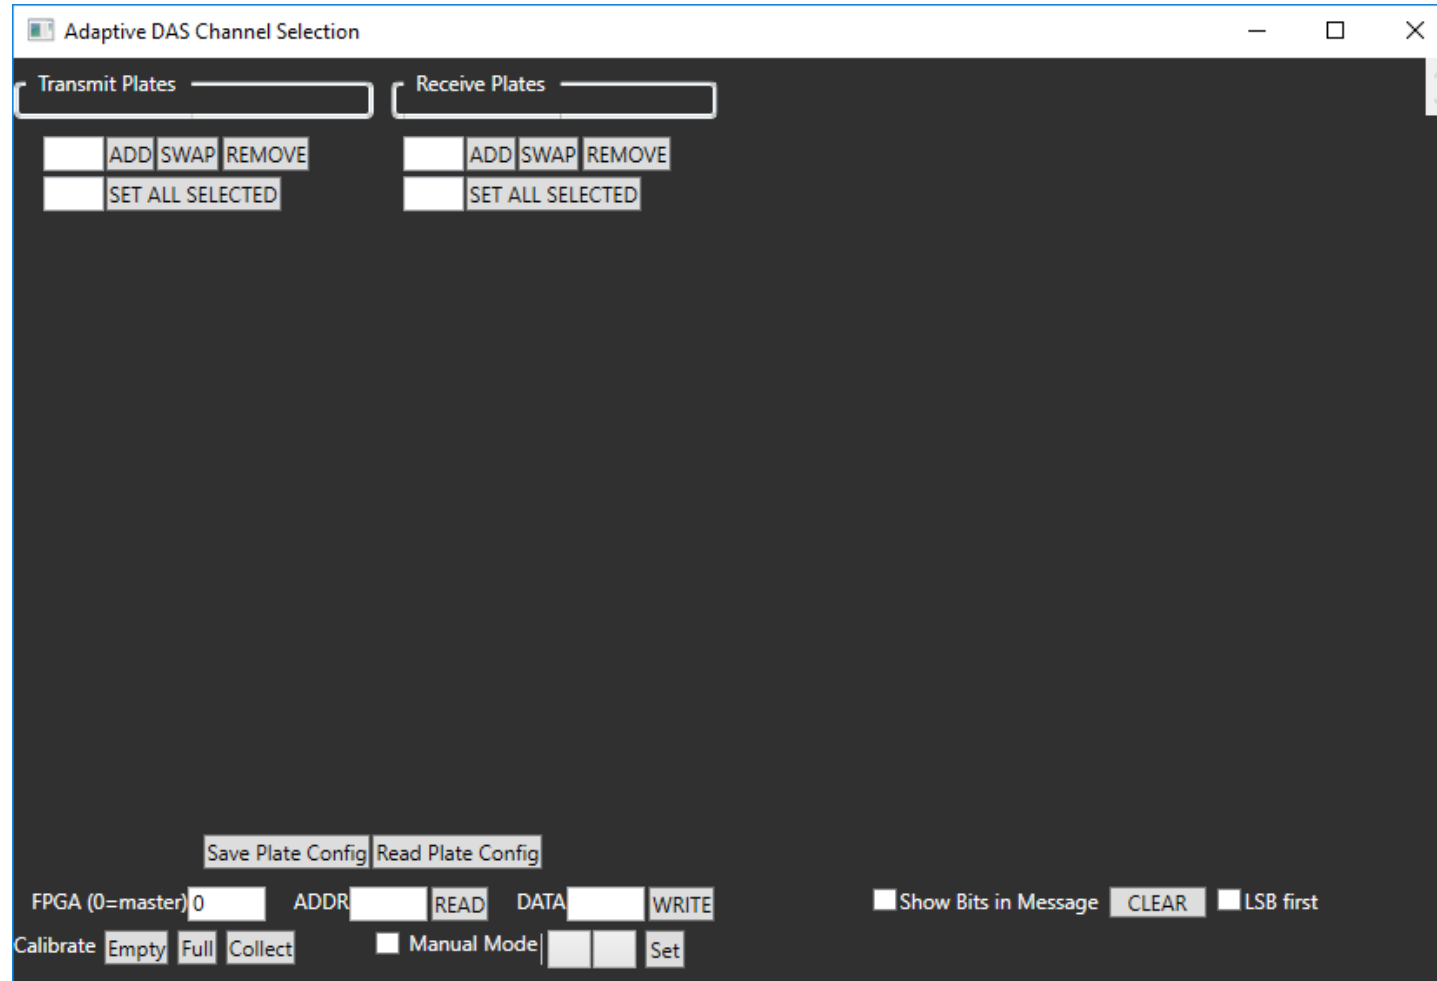 Adaptive DAS Channel Selection
Transmit Plates Receive Plates
ADD SWAP REMOVE ADD SWAP REMOVE
SET ALL SELECTED SET ALL SELECTED
Save Plate Config Read Plate Config
FPGA (0=master) 0 ADDR READ DATA WRITE Show Bits in Message CLEAR LSB first
Calibrate Empty Full Collect Manual Mode Set